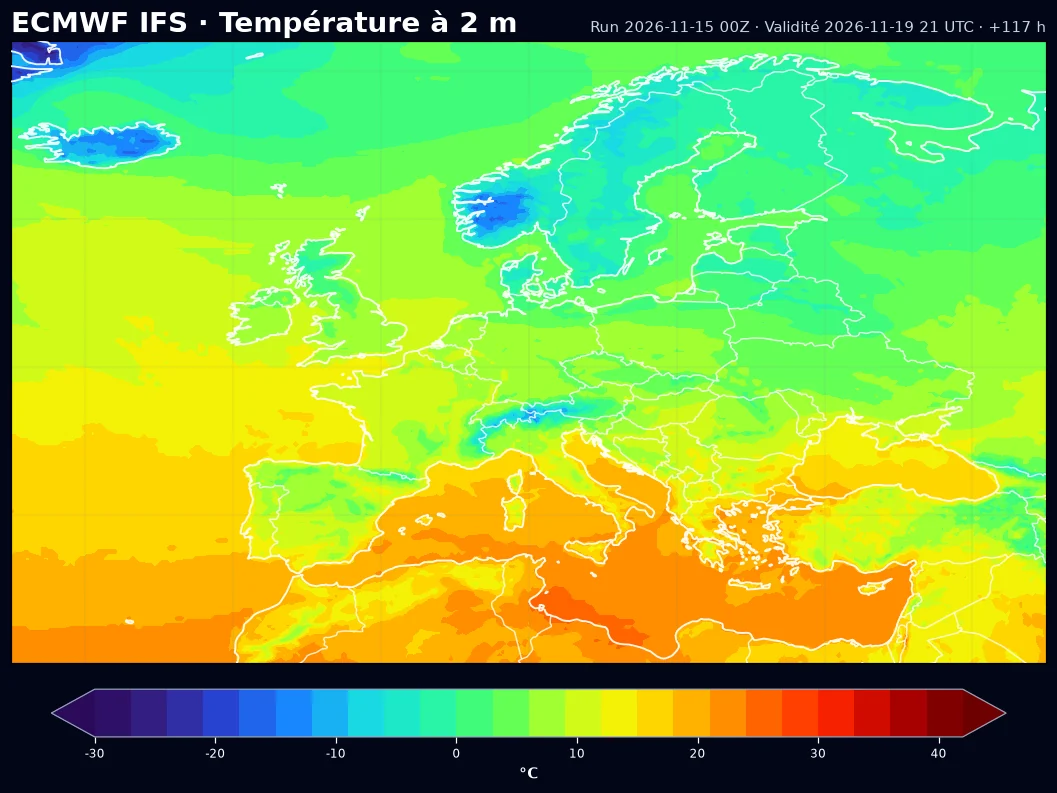 ECMWF IFS · Température à 2 m
Run 2026-11-15 00Z · Validité 2026-11-19 21 UTC · +117 h
-30 -20 -10 0 10 20 30 40
°C